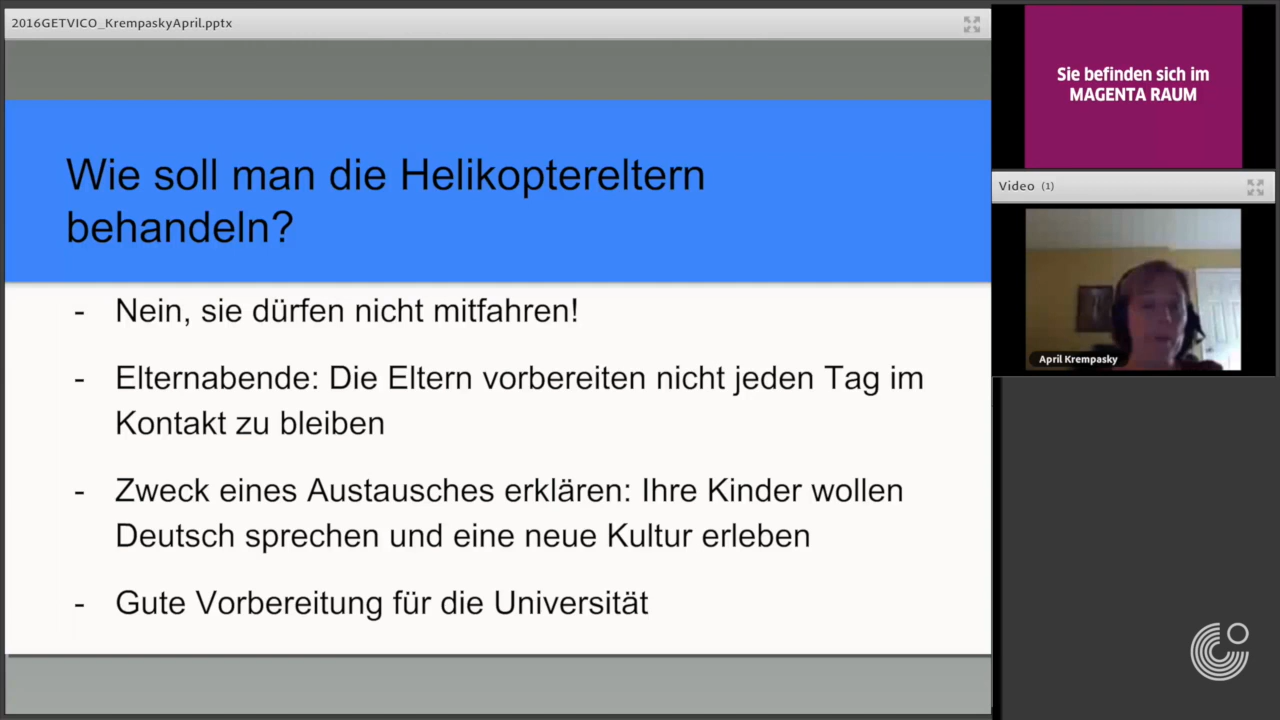 2016GETVICO_KrempaskyApril.pptx
Wie soll man die Helikoptereltern
behandeln?
- Nein, sie dürfen nicht mitfahren!
- Elternabende: Die Eltern vorbereiten nicht jeden Tag im
Kontakt zu bleiben
- Zweck eines Austausches erklären: Ihre Kinder wollen
Deutsch sprechen und eine neue Kultur erleben
- Gute Vorbereitung für die Universität
Sie befinden sich im
MAGENTA RAUM
Video (1)
April Krempasky